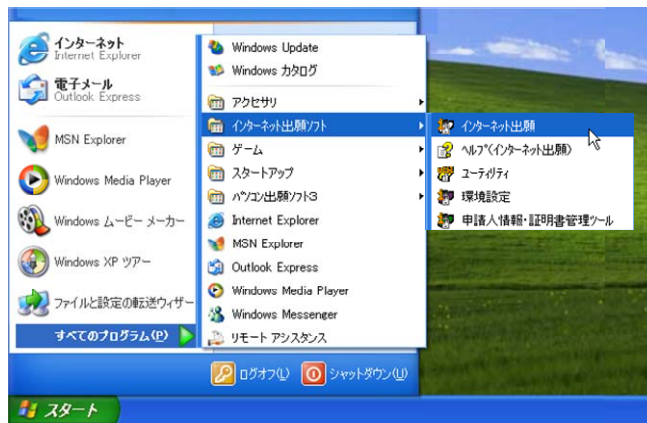 インターネット
Internet Explorer
電子メール
Outlook Express
MSN Explorer
Windows Media Player
Windows ムービー メーカー
Windows XP ツアー
ファイルと設定の転送ウィザー
すべてのプログラム(P)
Windows Update
Windows カタログ
アクセサリ
インターネット出願ソフト
ゲーム
スタートアップ
パソコン出願ソフト3
Internet Explorer
MSN Explorer
Outlook Express
Windows Media Player
Windows Messenger
リモート アシスタンス
インターネット出願
ヘルプ(インターネット出願)
ユーティリティ
環境設定
申請人情報・証明書管理ツール
ログオフ(L)
シャットダウン(U)
スタート